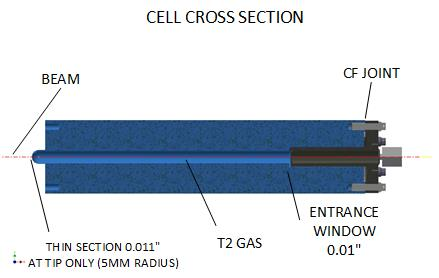 CELL CROSS SECTION
BEAM
CF JOINT
THIN SECTION 0.011"
AT TIP ONLY (5MM RADIUS)
T2 GAS
ENTRANCE
WINDOW
0.01"